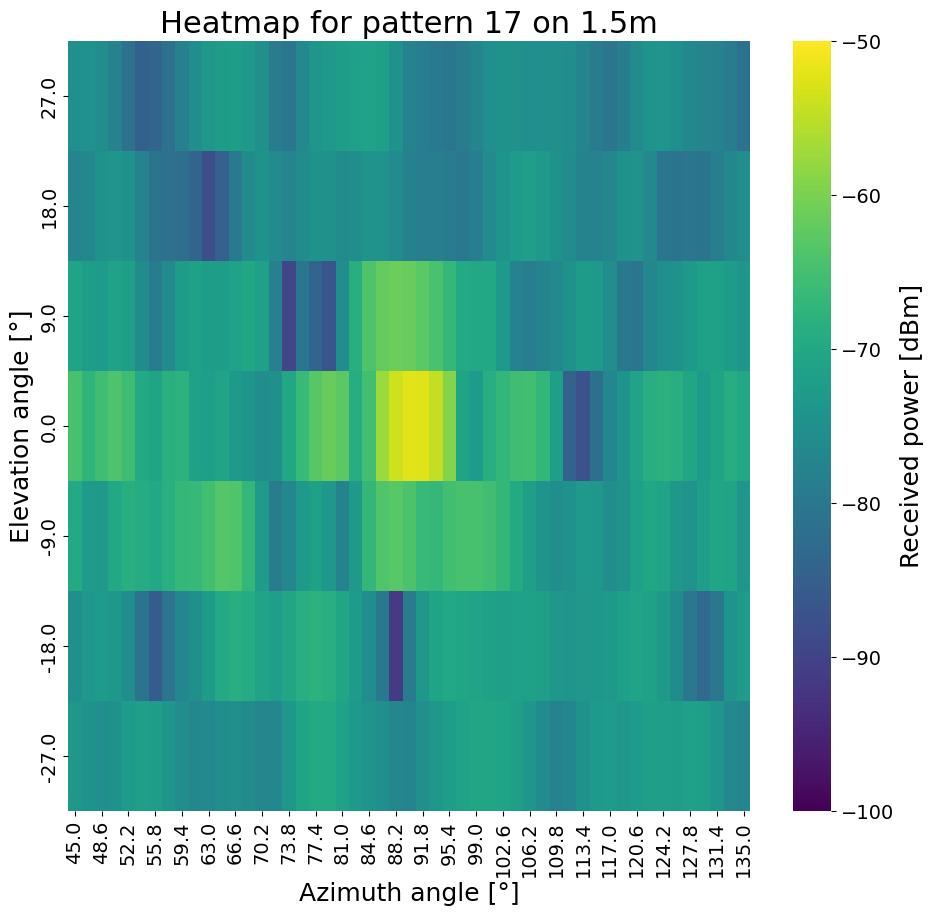 Heatmap for pattern 17 on 1.5m
Elevation angle [°]
27.0
18.0
9.0
0.0
-9.0
-18.0
-27.0
45.0 48.6 52.2 55.8 59.4 63.0 66.6 70.2 73.8 77.4 81.0 84.6 88.2 91.8 95.4 99.0 102.6 106.2 109.8 113.4 117.0 120.6 124.2 127.8 131.4 135.0
Azimuth angle [°]
−50
−60
−70
−80
−90
−100
Received power [dBm]